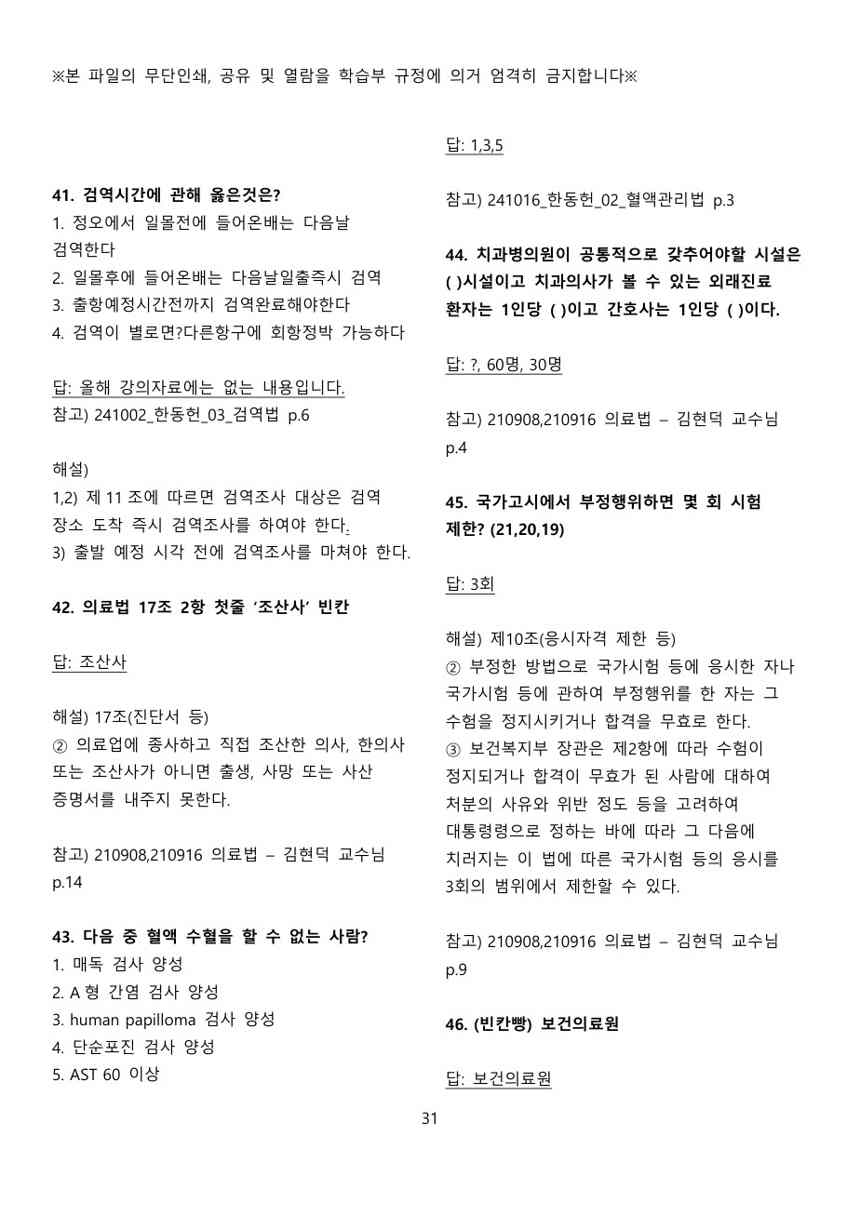 ※본 파일의 무단인쇄, 공유 및 열람을 학습부 규정에 의거 엄격히 금지합니다※
41. 검역시간에 관해 옳은것은?
1. 정오에서 일몰전에 들어온배는 다음날
검역한다
2. 일몰후에 들어온배는 다음날일출즉시 검역
3. 출항예정시간전까지 검역완료해야한다
4. 검역이 별로면?다른항구에 회항정박 가능하다
답: 올해 강의자료에는 없는 내용입니다.
참고) 241002_한동헌_03_검역법 p.6
해설)
1,2) 제 11 조에 따르면 검역조사 대상은 검역
장소 도착 즉시 검역조사를 하여야 한다.
3) 출발 예정 시각 전에 검역조사를 마쳐야 한다.
42. 의료법 17조 2항 첫줄 ‘조산사’ 빈칸
답: 조산사
해설) 17조(진단서 등)
② 의료업에 종사하고 직접 조산한 의사, 한의사
또는 조산사가 아니면 출생, 사망 또는 사산
증명서를 내주지 못한다.
참고) 210908,210916 의료법 – 김현덕 교수님
p.14
43. 다음 중 혈액 수혈을 할 수 없는 사람?
1. 매독 검사 양성
2. A 형 간염 검사 양성
3. human papilloma 검사 양성
4. 단순포진 검사 양성
5. AST 60 이상
답: 1,3,5
참고) 241016_한동헌_02_혈액관리법 p.3
44. 치과병의원이 공통적으로 갖추어야할 시설은
( )시설이고 치과의사가 볼 수 있는 외래진료
환자는 1인당 ( )이고 간호사는 1인당 ( )이다.
답: ?, 60명, 30명
참고) 210908,210916 의료법 – 김현덕 교수님
p.4
45. 국가고시에서 부정행위하면 몇 회 시험
제한? (21,20,19)
답: 3회
해설) 제10조(응시자격 제한 등)
② 부정한 방법으로 국가시험 등에 응시한 자나
국가시험 등에 관하여 부정행위를 한 자는 그
수험을 정지시키거나 합격을 무효로 한다.
③ 보건복지부 장관은 제2항에 따라 수험이
정지되거나 합격이 무효가 된 사람에 대하여
처분의 사유와 위반 정도 등을 고려하여
대통령령으로 정하는 바에 따라 그 다음에
치러지는 이 법에 따른 국가시험 등의 응시를
3회의 범위에서 제한할 수 있다.
참고) 210908,210916 의료법 – 김현덕 교수님
p.9
46. (빈칸빵) 보건의료원
답: 보건의료원
31